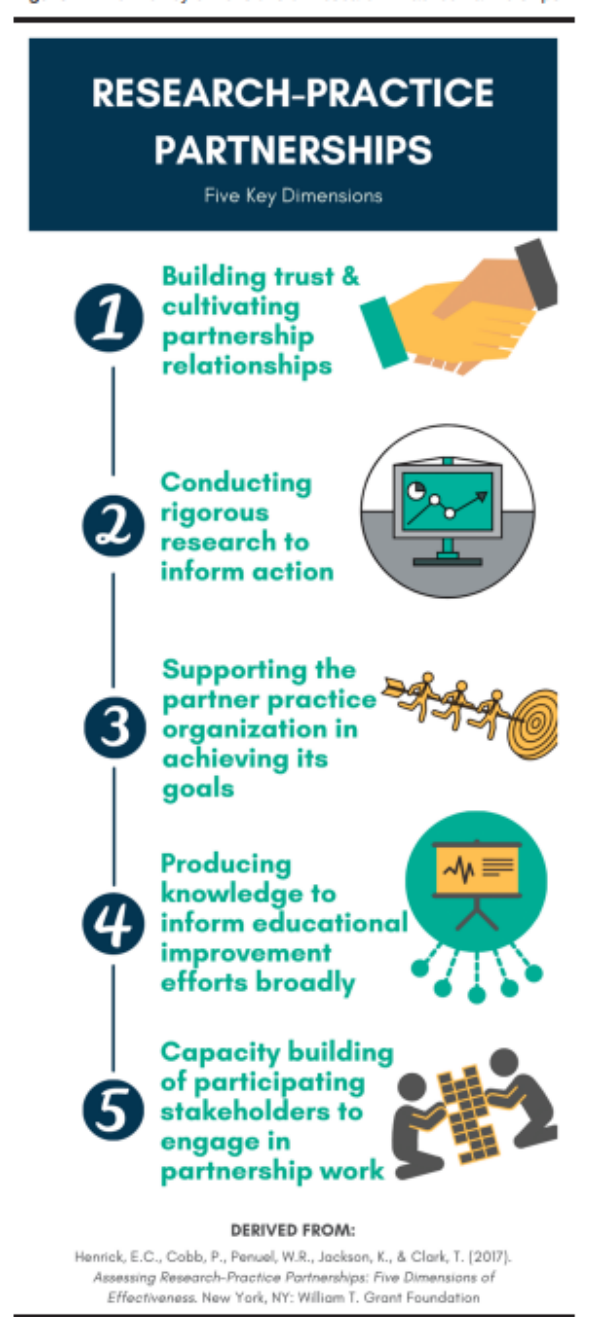 RESEARCH-PRACTICE
PARTNERSHIPS
Five Key Dimensions
1
Building trust &
cultivating
partnership
relationships
2
Conducting
rigorous
research to
inform action
3
Supporting the
partner practice
organization in
achieving its
goals
4
Producing
knowledge to
inform educational
improvement
efforts broadly
5
Capacity building
of participating
stakeholders to
engage in
partnership work
DERIVED FROM:
Henrick, E.C., Cobb, P., Penuel, W.R., Jackson, K., & Clark, T. (2017).
Assessing Research-Practice Partnerships: Five Dimensions of
Effectiveness. New York, NY: William T. Grant Foundation